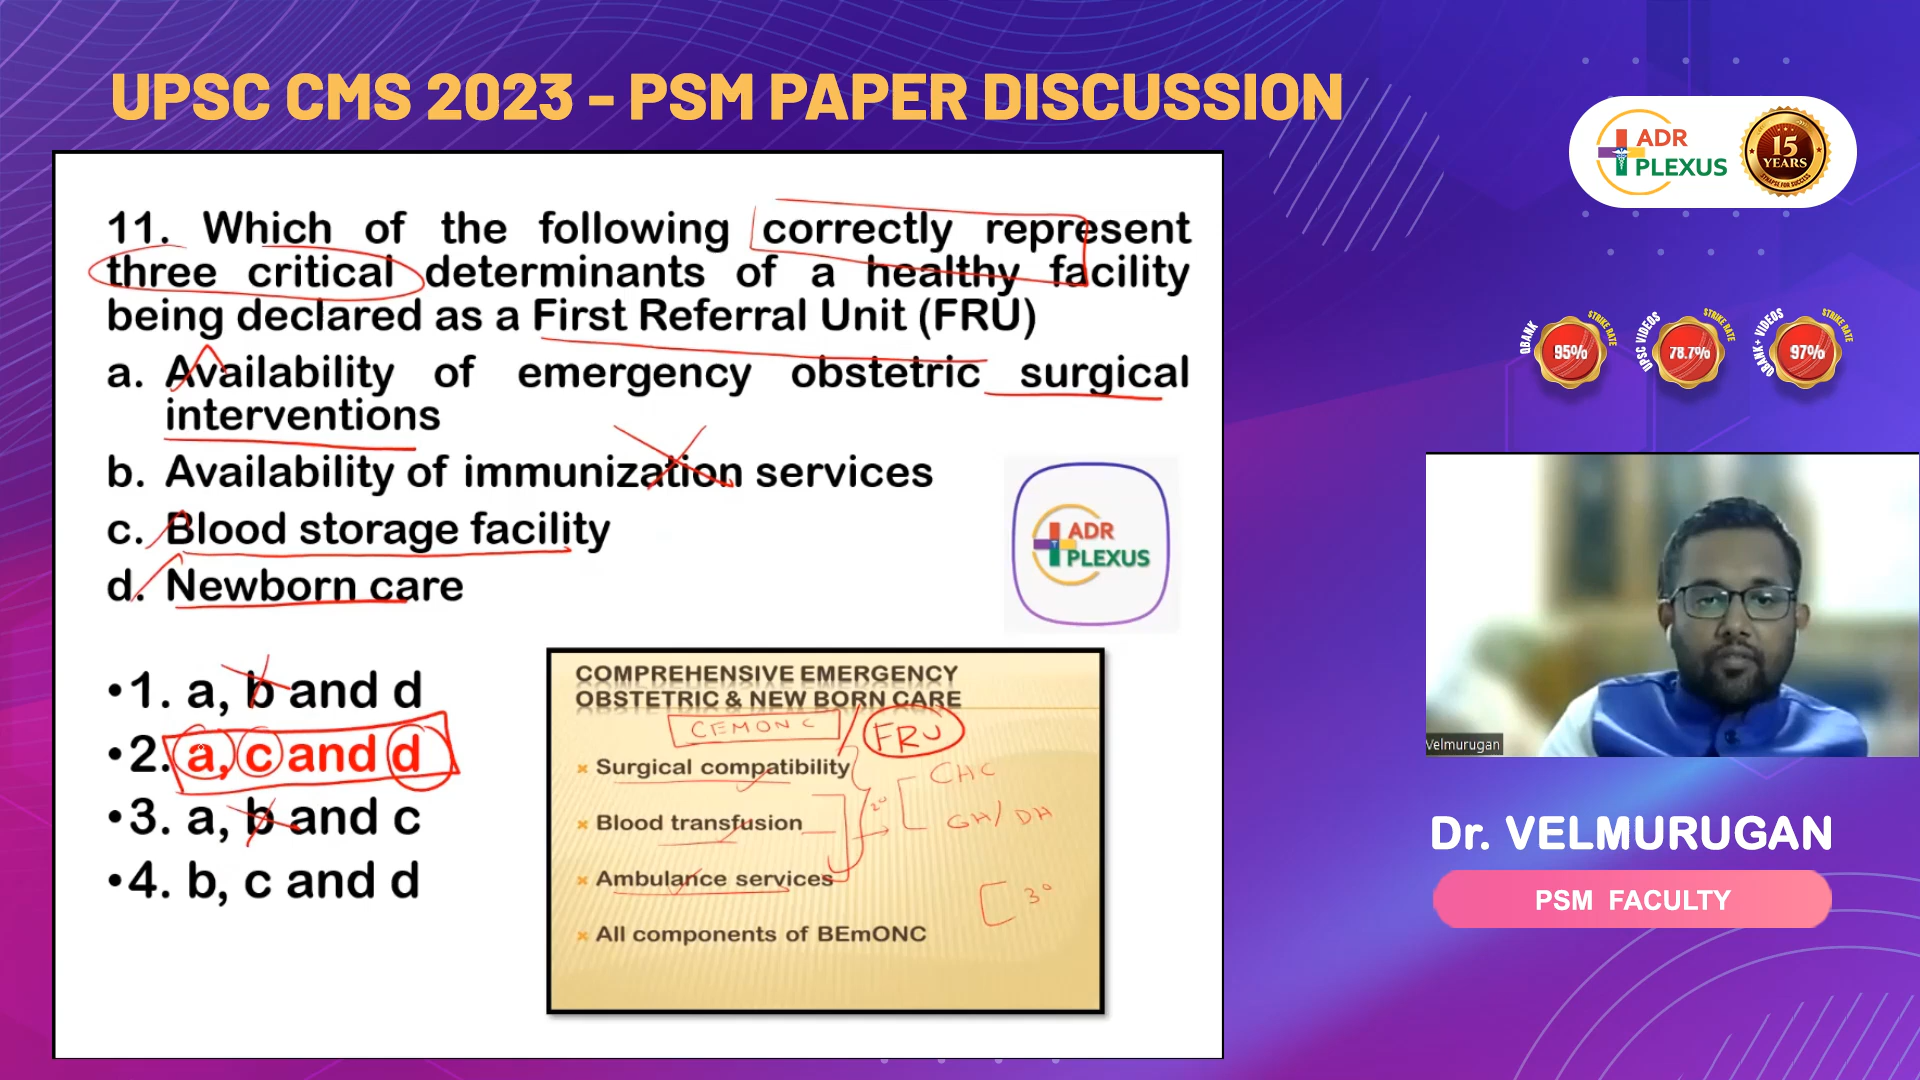 UPSC CMS 2023 - PSM PAPER DISCUSSION
ADR
PLEXUS
15
YEARS
SYNAPSE FOR SUCCESS
11. Which of the following correctly represent
three critical determinants of a healthy facility
being declared as a First Referral Unit (FRU)
a. Availability of emergency obstetric surgical
interventions
b. Availability of immunization services
c. Blood storage facility
d. Newborn care
ADR
PLEXUS
•1. a, b and d
•2. a, c and d
•3. a, b and c
•4. b, c and d
COMPREHENSIVE EMERGENCY
OBSTETRIC & NEW BORN CARE
CEMONC
FRU
Surgical compatibility
Blood transfusion
Ambulance services
All components of BEmONC
2°
CHC
GH/ DH
3°
QBANK
STRIKE RATE
95%
UPSC VIDEOS
STRIKE RATE
78.7%
QBANK+ VIDEOS
STRIKE RATE
97%
Velmurugan
Dr. VELMURUGAN
PSM FACULTY